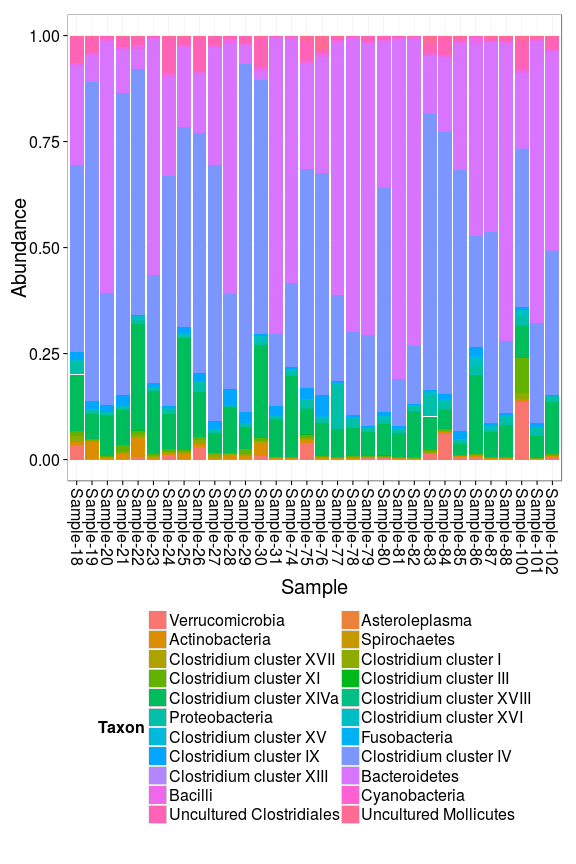 1.00
0.75
0.50
0.25
0.00
Abundance
Sample-18
Sample-19
Sample-20
Sample-21
Sample-22
Sample-23
Sample-24
Sample-25
Sample-26
Sample-27
Sample-28
Sample-29
Sample-30
Sample-31
Sample-74
Sample-75
Sample-76
Sample-77
Sample-78
Sample-79
Sample-80
Sample-81
Sample-82
Sample-83
Sample-84
Sample-85
Sample-86
Sample-87
Sample-88
Sample-100
Sample-101
Sample-102
Sample
Taxon
Verrucomicrobia Asteroleplasma
Actinobacteria Spirochaetes
Clostridium cluster XVII Clostridium cluster I
Clostridium cluster XI Clostridium cluster III
Clostridium cluster XIVa Clostridium cluster XVIII
Proteobacteria Clostridium cluster XVI
Clostridium cluster XV Fusobacteria
Clostridium cluster IX Clostridium cluster IV
Clostridium cluster XIII Bacteroidetes
Bacilli Cyanobacteria
Uncultured Clostridiales Uncultured Mollicutes